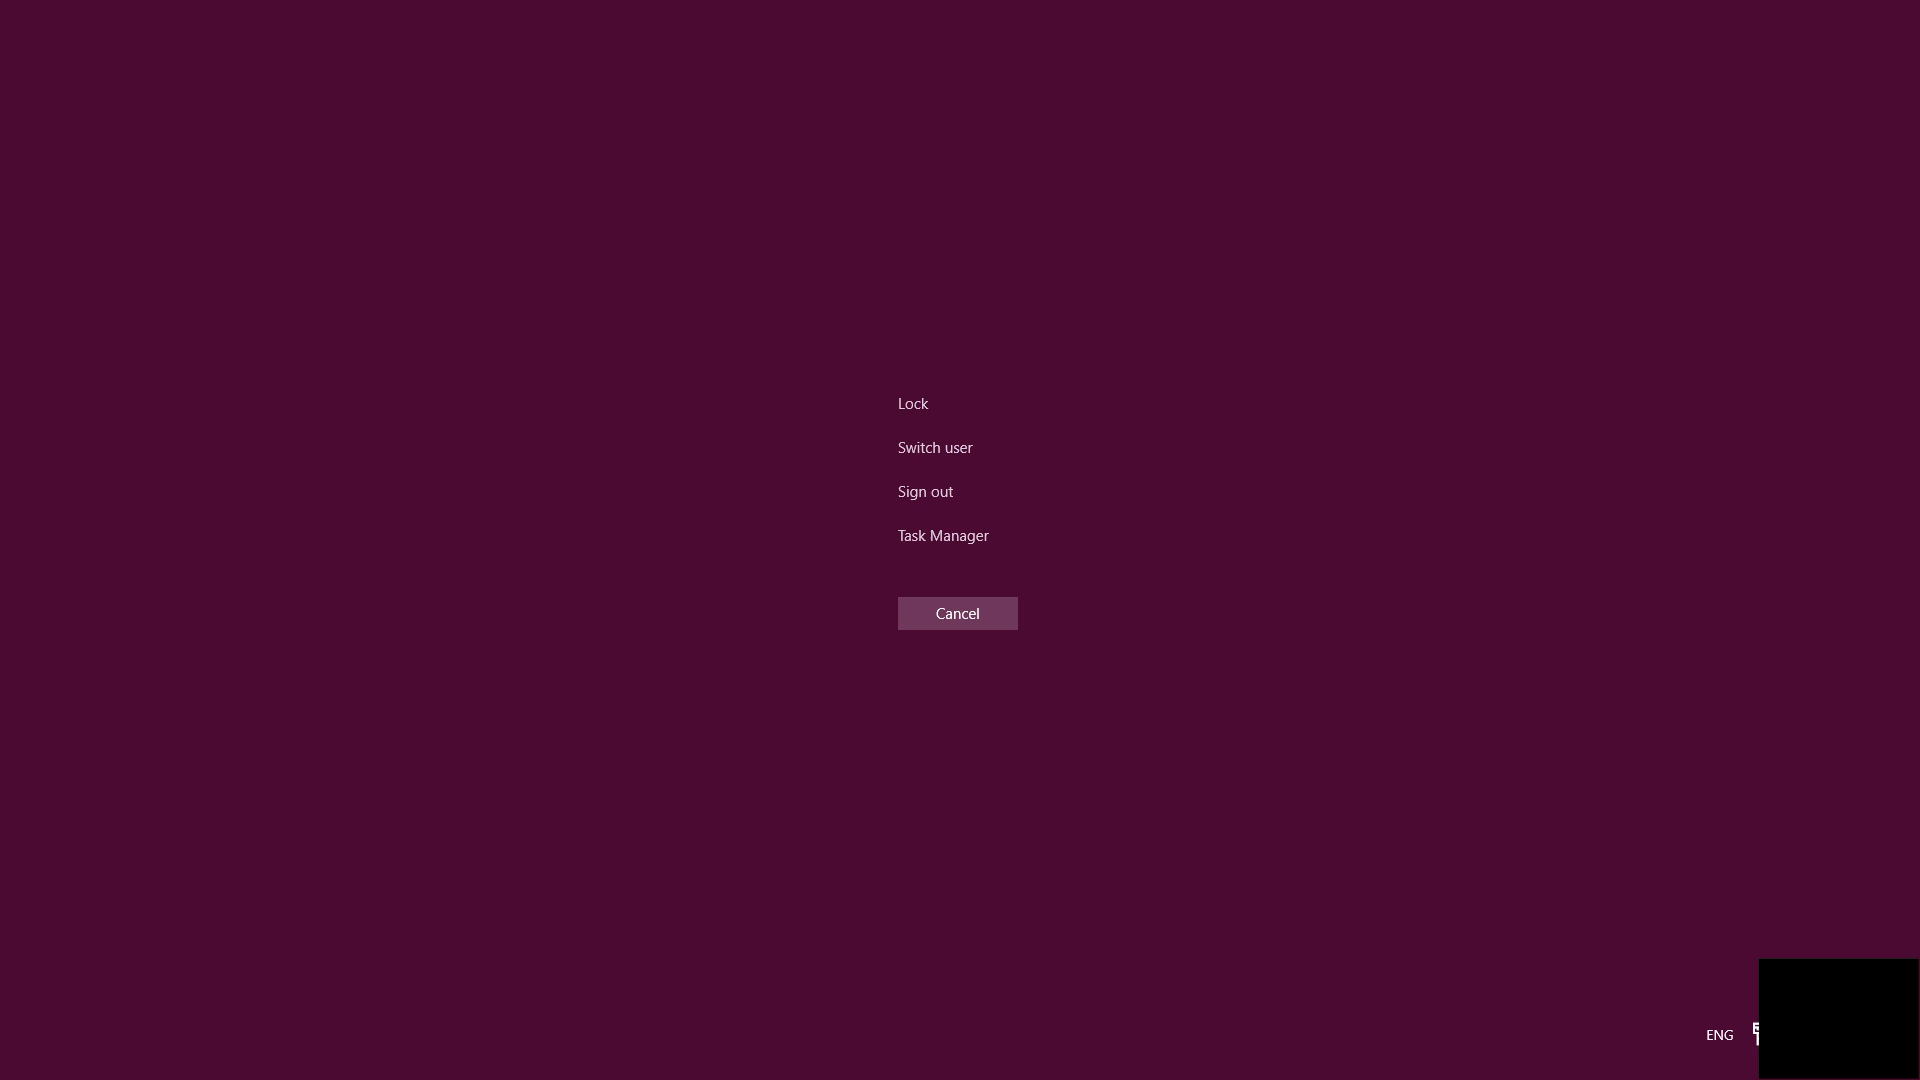 Lock
Switch user
Sign out
Task Manager
Cancel
ENG